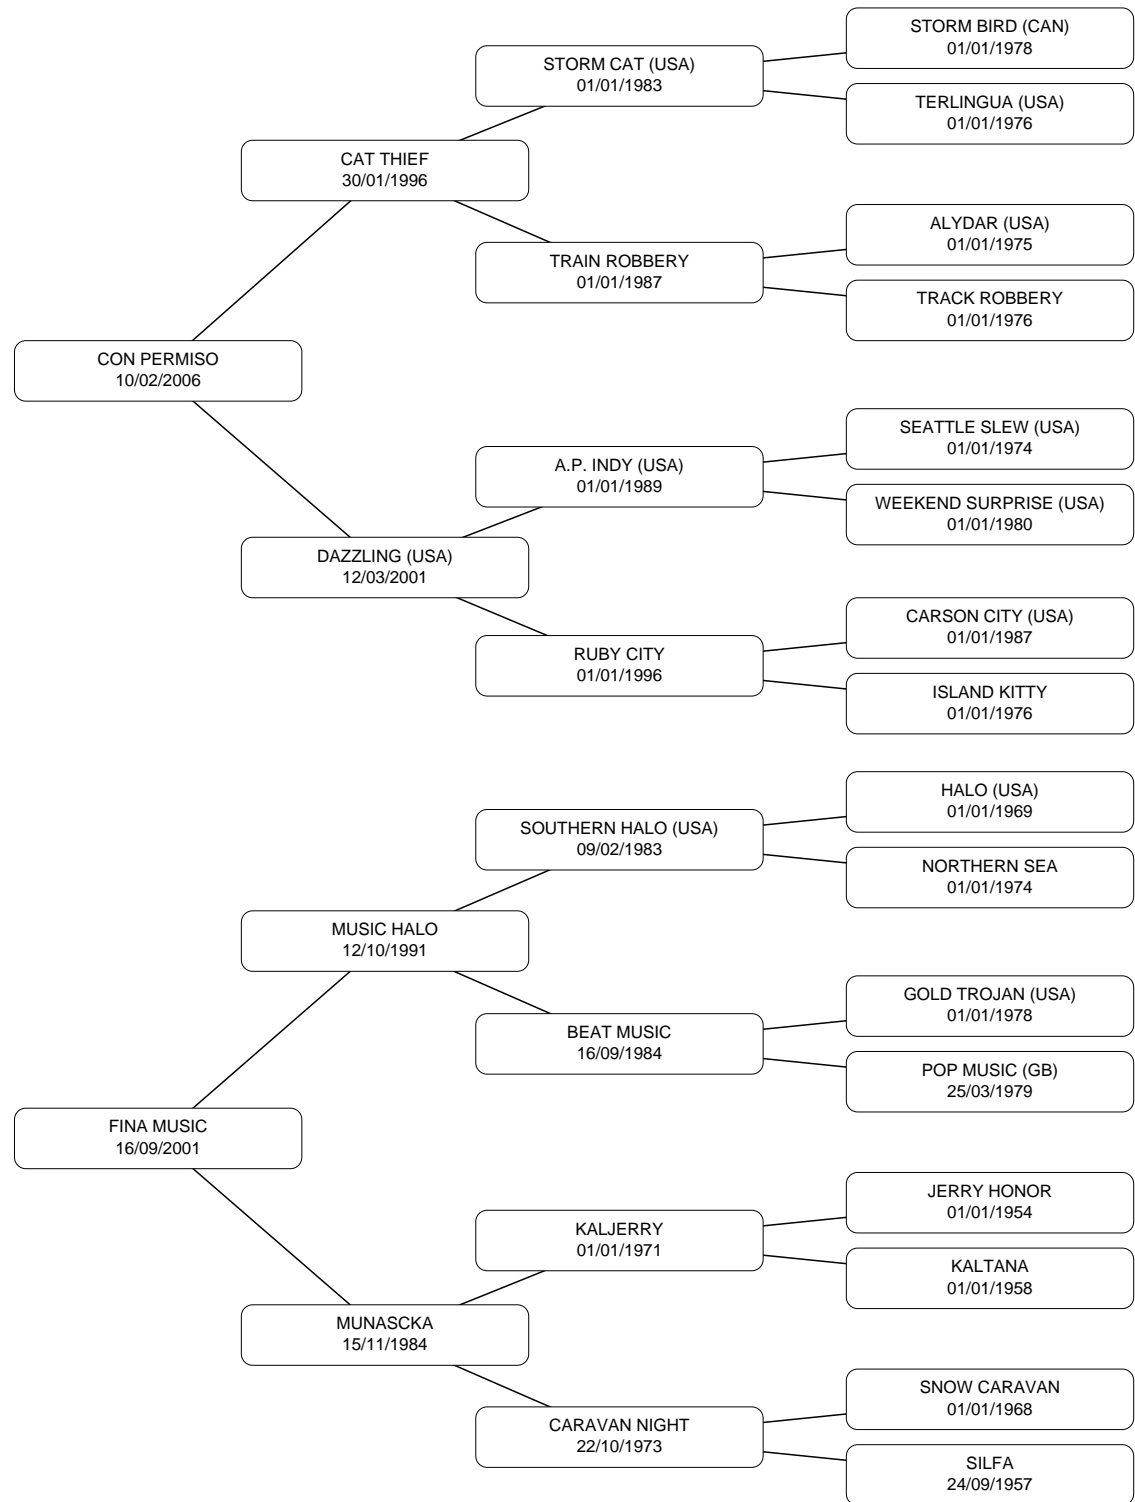 STORM BIRD (CAN)
01/01/1978
STORM CAT (USA)
01/01/1983
TERLINGUA (USA)
01/01/1976
CAT THIEF
30/01/1996
ALYDAR (USA)
01/01/1975
TRAIN ROBBERY
01/01/1987
TRACK ROBBERY
01/01/1976
CON PERMISO
10/02/2006
SEATTLE SLEW (USA)
01/01/1974
A.P. INDY (USA)
01/01/1989
WEEKEND SURPRISE (USA)
01/01/1980
DAZZLING (USA)
12/03/2001
CARSON CITY (USA)
01/01/1987
RUBY CITY
01/01/1996
ISLAND KITTY
01/01/1976
HALO (USA)
01/01/1969
SOUTHERN HALO (USA)
09/02/1983
NORTHERN SEA
01/01/1974
MUSIC HALO
12/10/1991
GOLD TROJAN (USA)
01/01/1978
BEAT MUSIC
16/09/1984
POP MUSIC (GB)
25/03/1979
FINA MUSIC
16/09/2001
JERRY HONOR
01/01/1954
KALJERRY
01/01/1971
KALTANA
01/01/1958
MUNASCKA
15/11/1984
SNOW CARAVAN
01/01/1968
CARAVAN NIGHT
22/10/1973
SILFA
24/09/1957